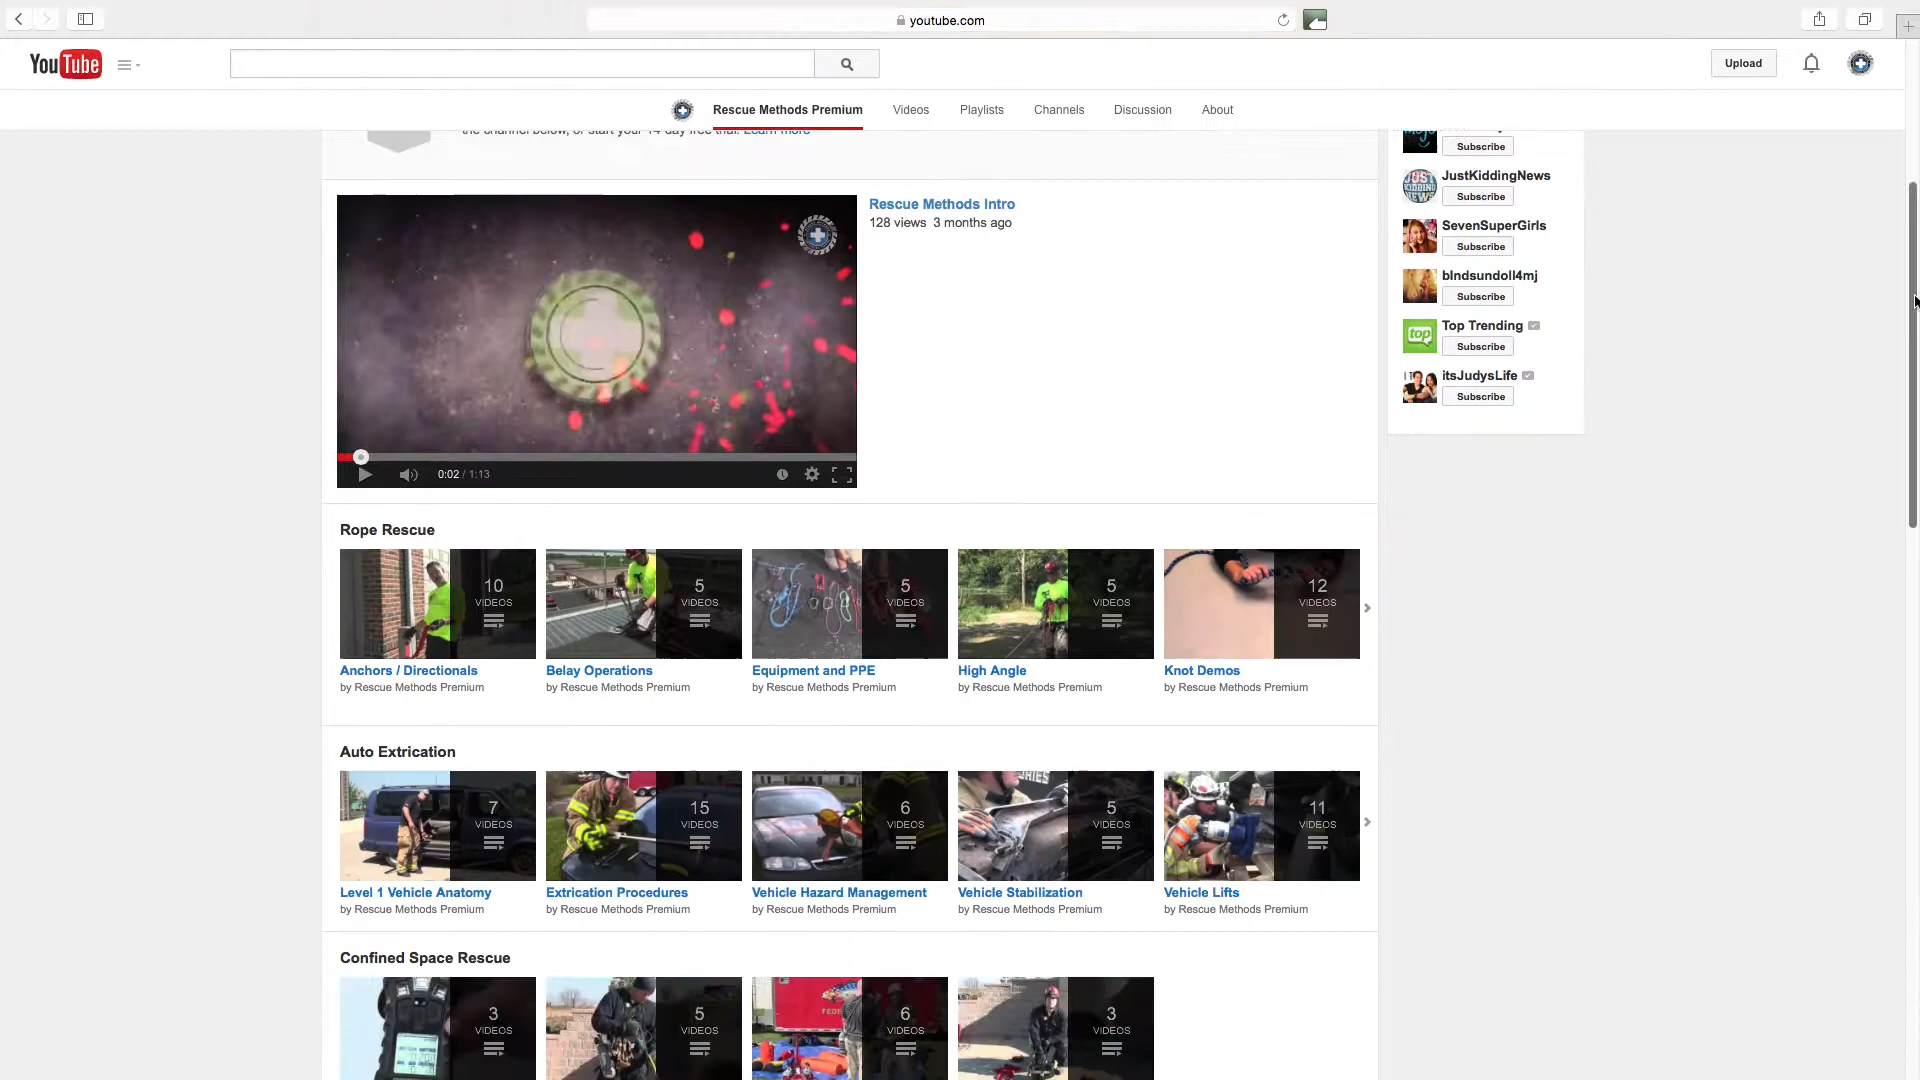 youtube.com
YouTube
Upload
Rescue Methods Premium
Videos
Playlists
Channels
Discussion
About
the channel below, or start your 14-day free trial. Learn more
Rescue Methods Intro
128 views 3 months ago
0:02 / 1:13
Subscribe
JustKiddingNews
Subscribe
SevenSuperGirls
Subscribe
blndsundoll4mj
Subscribe
Top Trending
Subscribe
itsJudysLife
Subscribe
JUST KIDDING NEWS
top
Rope Rescue
10 VIDEOS
5 VIDEOS
5 VIDEOS
5 VIDEOS
12 VIDEOS
Anchors / Directionals
Belay Operations
Equipment and PPE
High Angle
Knot Demos
by Rescue Methods Premium
by Rescue Methods Premium
by Rescue Methods Premium
by Rescue Methods Premium
by Rescue Methods Premium
Auto Extrication
7 VIDEOS
15 VIDEOS
6 VIDEOS
5 VIDEOS
11 VIDEOS
Level 1 Vehicle Anatomy
Extrication Procedures
Vehicle Hazard Management
Vehicle Stabilization
Vehicle Lifts
by Rescue Methods Premium
by Rescue Methods Premium
by Rescue Methods Premium
by Rescue Methods Premium
by Rescue Methods Premium
Confined Space Rescue
3 VIDEOS
5 VIDEOS
6 VIDEOS
3 VIDEOS